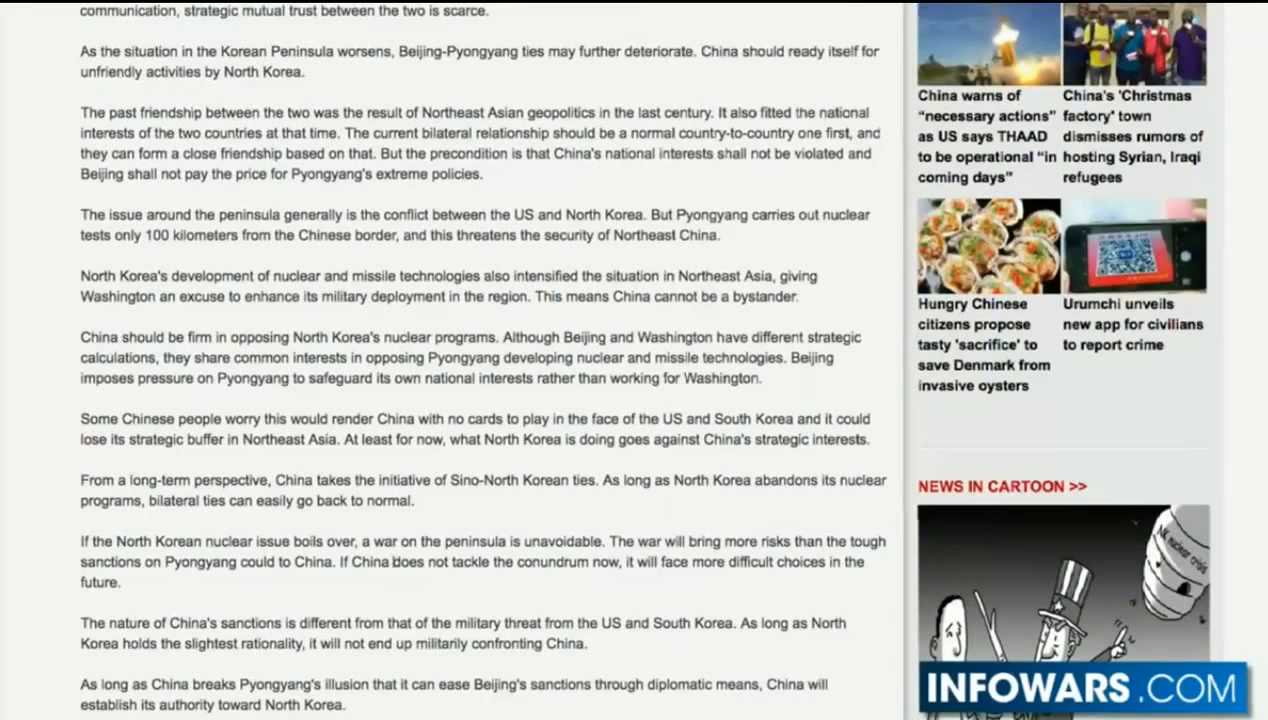 communication, strategic mutual trust between the two is scarce.
As the situation in the Korean Peninsula worsens, Beijing-Pyongyang ties may further deteriorate. China should ready itself for
unfriendly activities by North Korea.
The past friendship between the two was the result of Northeast Asian geopolitics in the last century. It also fitted the national
interests of the two countries at that time. The current bilateral relationship should be a normal country-to-country one first, and
they can form a close friendship based on that. But the precondition is that China's national interests shall not be violated and
Beijing shall not pay the price for Pyongyang's extreme policies.
The issue around the peninsula generally is the conflict between the US and North Korea. But Pyongyang carries out nuclear
tests only 100 kilometers from the Chinese border, and this threatens the security of Northeast China.
North Korea's development of nuclear and missile technologies also intensified the situation in Northeast Asia, giving
Washington an excuse to enhance its military deployment in the region. This means China cannot be a bystander.
China should be firm in opposing North Korea's nuclear programs. Although Beijing and Washington have different strategic
calculations, they share common interests in opposing Pyongyang developing nuclear and missile technologies. Beijing
imposes pressure on Pyongyang to safeguard its own national interests rather than working for Washington.
Some Chinese people worry this would render China with no cards to play in the face of the US and South Korea and it could
lose its strategic buffer in Northeast Asia. At least for now, what North Korea is doing goes against China's strategic interests.
From a long-term perspective, China takes the initiative of Sino-North Korean ties. As long as North Korea abandons its nuclear
programs, bilateral ties can easily go back to normal.
If the North Korean nuclear issue boils over, a war on the peninsula is unavoidable. The war will bring more risks than the tough
sanctions on Pyongyang could to China. If China does not tackle the conundrum now, it will face more difficult choices in the
future.
The nature of China's sanctions is different from that of the military threat from the US and South Korea. As long as North
Korea holds the slightest rationality, it will not end up militarily confronting China.
As long as China breaks Pyongyang's illusion that it can ease Beijing's sanctions through diplomatic means, China will
establish its authority toward North Korea.
China warns of
“necessary actions”
as US says THAAD
to be operational “in
coming days”
China's 'Christmas
factory' town
dismisses rumors of
hosting Syrian, Iraqi
refugees
Hungry Chinese
citizens propose
tasty 'sacrifice' to
save Denmark from
invasive oysters
Urumchi unveils
new app for civilians
to report crime
NEWS IN CARTOON >>
NK nuclear crisis
INFOWARS.COM